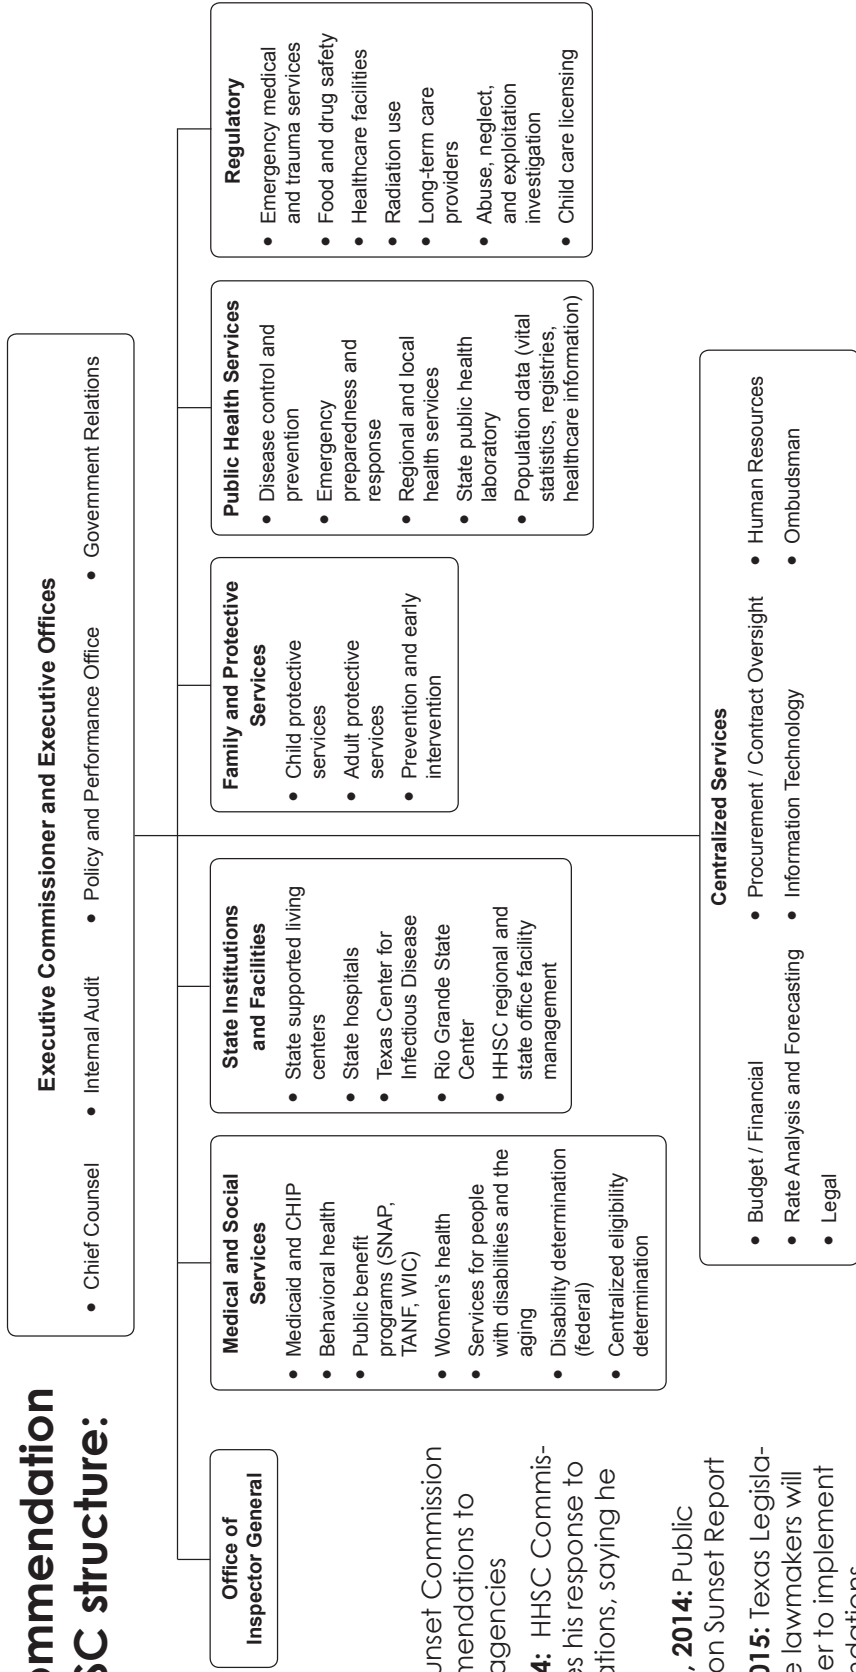 ommendation
SC structure:
Executive Commissioner and Executive Offices
• Chief Counsel • Internal Audit • Policy and Performance Office • Government Relations
Office of
Inspector General
Medical and Social
Services
• Medicaid and CHIP
• Behavioral health
• Public benefit
programs (SNAP,
TANF, WIC)
• Women's health
• Services for people
with disabilities and the
aging
• Disability determination
(federal)
• Centralized eligibility
determination
State Institutions
and Facilities
• State supported living
centers
• State hospitals
• Texas Center for
Infectious Disease
• Rio Grande State
Center
• HHSC regional and
state office facility
management
Family and Protective
Services
• Child protective
services
• Adult protective
services
• Prevention and early
intervention
Public Health Services
• Disease control and
prevention
• Emergency
preparedness and
response
• Regional and local
health services
• State public health
laboratory
• Population data (vital
statistics, registries,
healthcare information)
Regulatory
• Emergency medical
and trauma services
• Food and drug safety
• Healthcare facilities
• Radiation use
• Long-term care
providers
• Abuse, neglect,
and exploitation
investigation
• Child care licensing
Centralized Services
• Budget / Financial
• Rate Analysis and Forecasting
• Legal
• Procurement / Contract Oversight
• Information Technology
• Human Resources
• Ombudsman
unset Commission
mendations to
agencies
4: HHSC Commis-
es his response to
ations, saying he
, 2014: Public
on Sunset Report
015: Texas Legisla-
e lawmakers will
er to implement
ndations